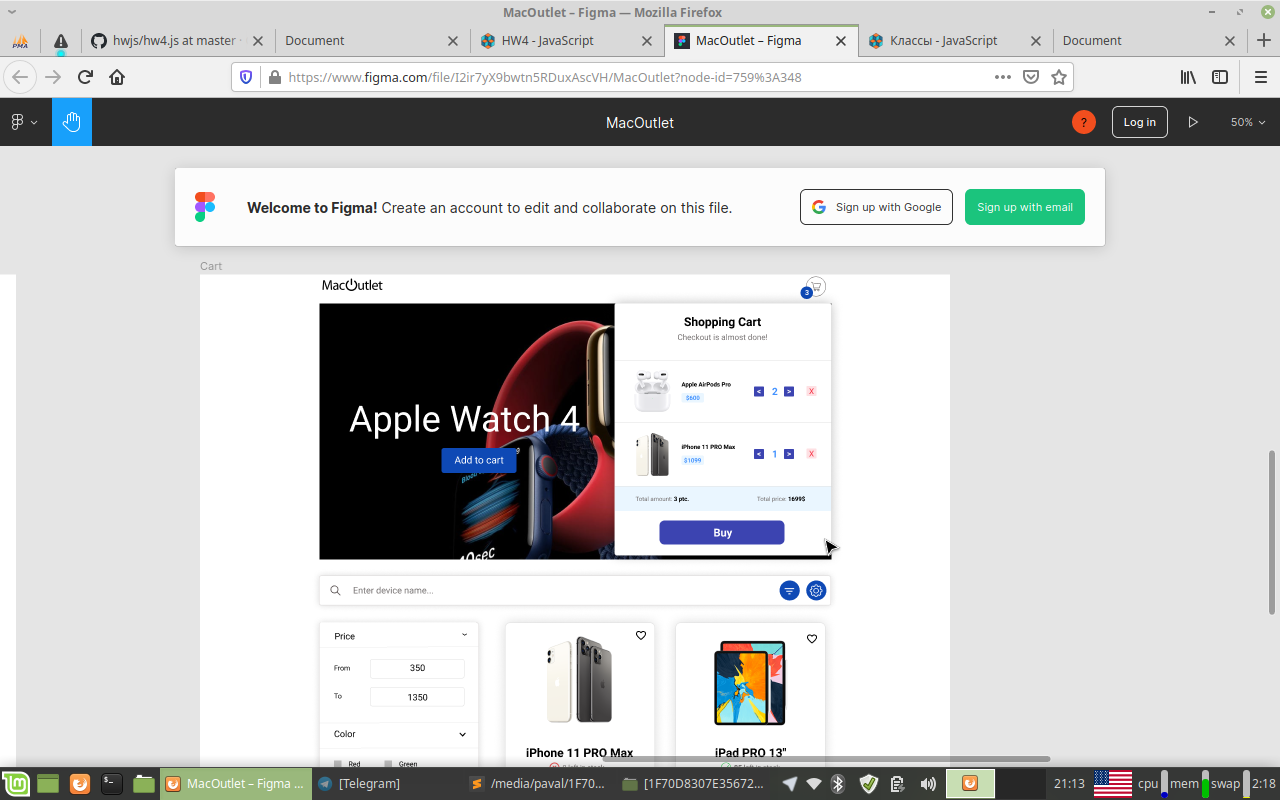 MacOutlet – Figma — Mozilla Firefox
PMA
hwjs/hw4.js at master
Document
HW4 - JavaScript
MacOutlet – Figma
Классы - JavaScript
Document
https://www.figma.com/file/I2ir7yX9bwtn5RDuxAscVH/MacOutlet?node-id=759%3A348
MacOutlet
?
Log in
50%
Welcome to Figma! Create an account to edit and collaborate on this file.
Sign up with Google
Sign up with email
Cart
MacOutlet
3
Shopping Cart
Checkout is almost done!
Apple AirPods Pro
$600
< 2 > X
Apple Watch 4
Add to cart
iPhone 11 PRO Max
$1099
< 1 > X
Total amount: 3 ptc.
Total price: 1699$
Buy
10sec
Enter device name...
Price
From
350
To
1350
Color
Red
Green
iPhone 11 PRO Max
iPad PRO 13"
MacOutlet – Figma ...
[Telegram]
/media/paval/1F70...
[1F70D8307E35672...
21:13
cpu
mem
swap
2:18